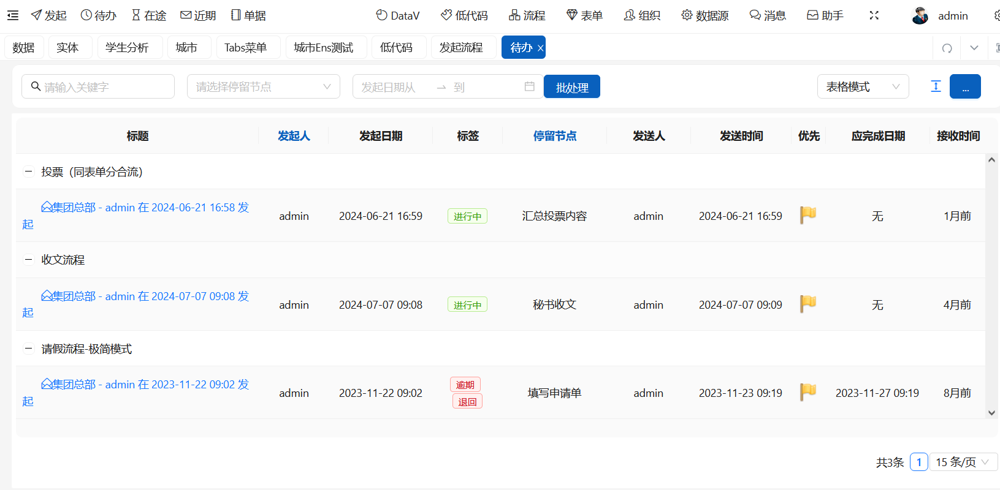 发起 待办 在途 近期 单据 DataV 低代码 流程 表单 组织 数据源 消息 助手 admin
数据 实体 学生分析 城市 Tabs菜单 城市Ens测试 低代码 发起流程 待办
请输入关键字 请选择停留节点 发起日期从 到 批处理 表格模式 ...
标题 发起人 发起日期 标签 停留节点 发送人 发送时间 优先 应完成日期 接收时间
投票（同表单分合流）
集团总部 - admin 在 2024-06-21 16:58 发
起
admin 2024-06-21 16:59 进行中 汇总投票内容 admin 2024-06-21 16:59 无 1月前
收文流程
集团总部 - admin 在 2024-07-07 09:08 发
起
admin 2024-07-07 09:08 进行中 秘书收文 admin 2024-07-07 09:09 无 4月前
请假流程-极简模式
集团总部 - admin 在 2023-11-22 09:02 发
起
admin 2023-11-22 09:02 逾期 填写申请单 admin 2023-11-23 09:19 2023-11-27 09:19 8月前
退回
共3条 1 15 条/页